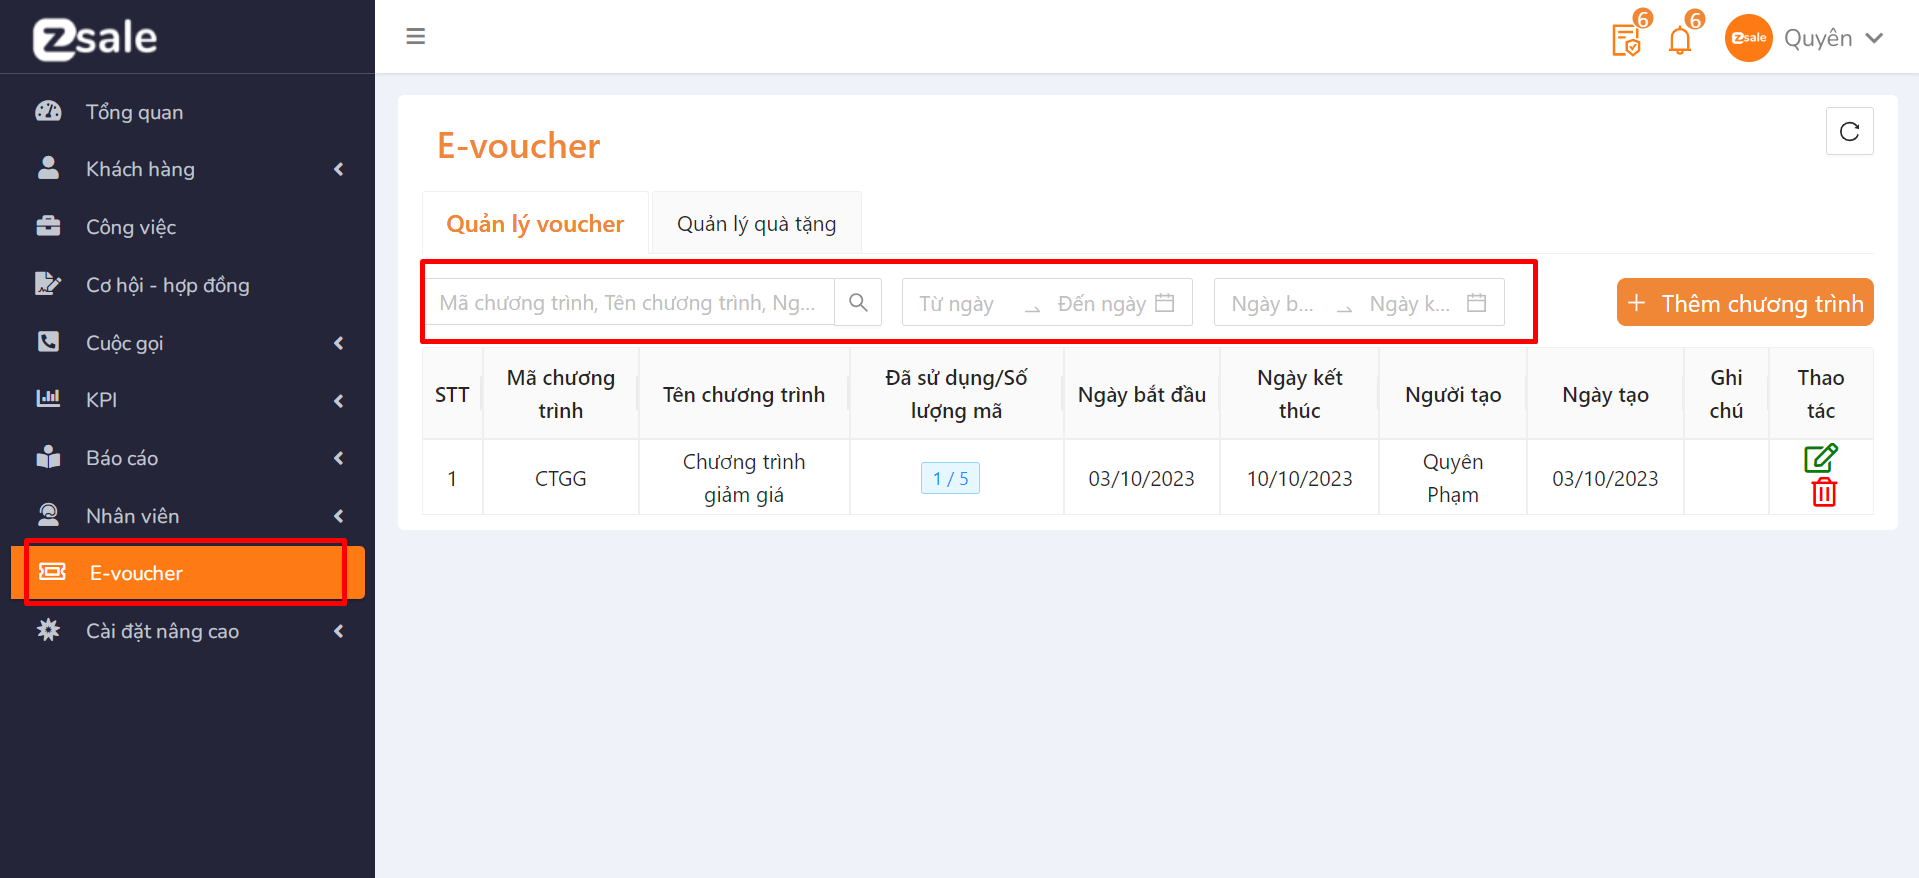 Zsale
6
6
Zsale
Quyên
Tổng quan
Khách hàng
Công việc
Cơ hội - hợp đồng
Cuộc gọi
KPI
Báo cáo
Nhân viên
E-voucher
Cài đặt nâng cao
E-voucher
Quản lý voucher
Quản lý quà tặng
Mã chương trình, Tên chương trình, Ng...
Từ ngày
Đến ngày
Ngày b...
Ngày k...
+ Thêm chương trình
STT
Mã chương
trình
Tên chương trình
Đã sử dụng/Số
lượng mã
Ngày bắt đầu
Ngày kết
thúc
Người tạo
Ngày tạo
Ghi
chú
Thao
tác
1
CTGG
Chương trình
giảm giá
1 / 5
03/10/2023
10/10/2023
Quyên
Phạm
03/10/2023